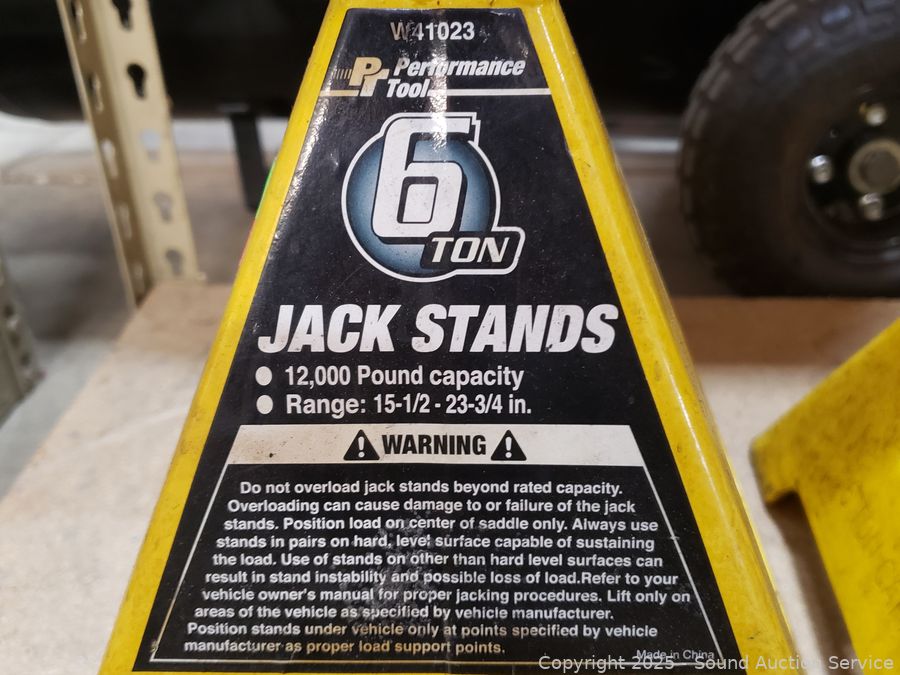 W41023
PT Performance
Tool
6
TON
JACK STANDS
● 12,000 Pound capacity
● Range: 15-1/2 - 23-3/4 in.
WARNING
Do not overload jack stands beyond rated capacity.
Overloading can cause damage to or failure of the jack
stands. Position load on center of saddle only. Always use
stands in pairs on hard, level surface capable of sustaining
the load. Use of stands on other than hard level surfaces can
result in stand instability and possible loss of load.Refer to your
vehicle owner's manual for proper jacking procedures. Lift only on
areas of the vehicle as specified by vehicle manufacturer.
Position stands under vehicle only at points specified by vehicle
manufacturer as proper load support points.
Made in China
Copyright 2025 - Sound Auction Service